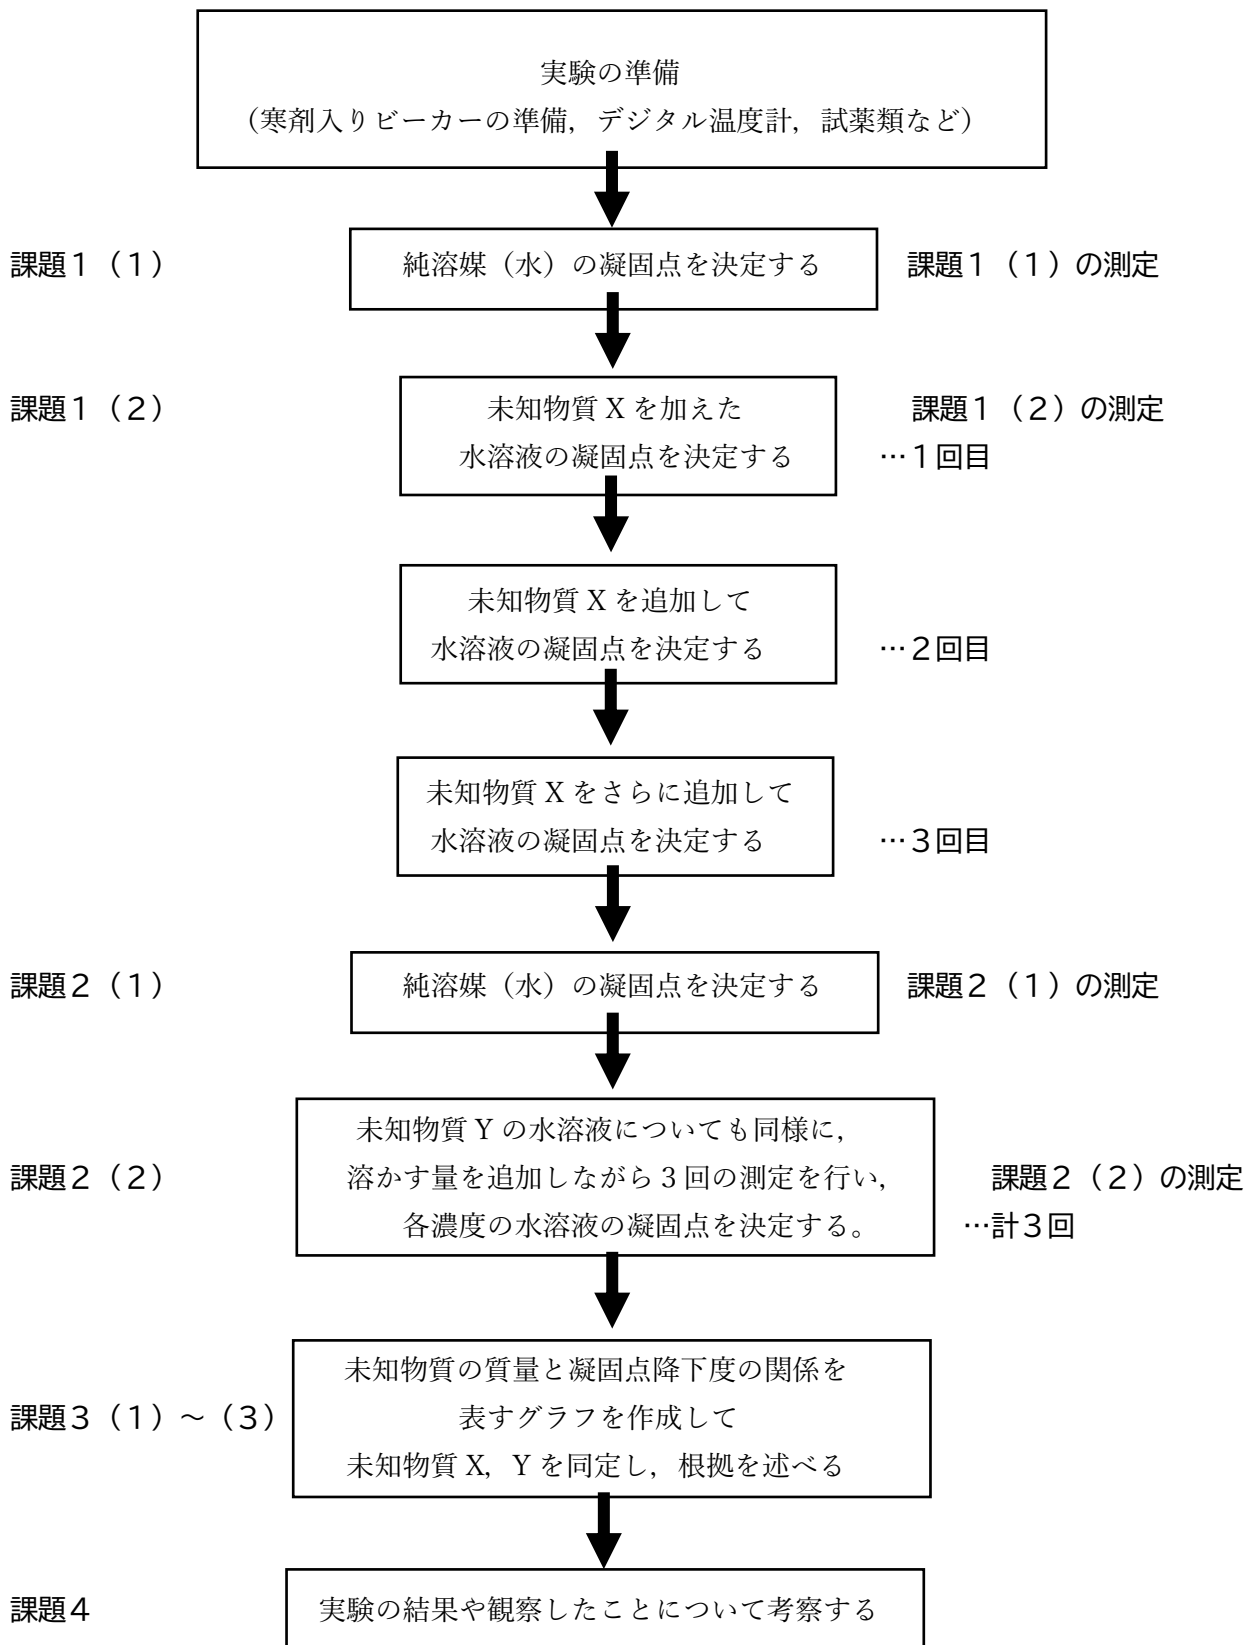 実験の準備
（寒剤入りビーカーの準備，デジタル温度計，試薬類など）
課題１（１）
純溶媒（水）の凝固点を決定する
課題１（１）の測定
課題１（２）
未知物質 X を加えた
水溶液の凝固点を決定する
課題１（２）の測定
…１回目
未知物質 X を追加して
水溶液の凝固点を決定する
…２回目
未知物質 X をさらに追加して
水溶液の凝固点を決定する
…３回目
課題２（１）
純溶媒（水）の凝固点を決定する
課題２（１）の測定
課題２（２）
未知物質 Y の水溶液についても同様に，
溶かす量を追加しながら３回の測定を行い，
各濃度の水溶液の凝固点を決定する。
課題２（２）の測定
…計３回
課題３（１）～（３）
未知物質の質量と凝固点降下度の関係を
表すグラフを作成して
未知物質 X，Y を同定し，根拠を述べる
課題４
実験の結果や観察したことについて考察する